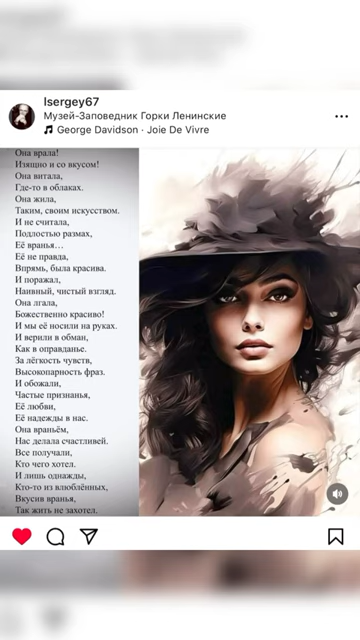 lsergey67
Музей-Заповедник Горки Ленинские
George Davidson · Joie De Vivre
Она врала!
Изящно и со вкусом!
Она витала,
Где-то в облаках.
Она жила,
Таким, своим искусством.
И не считала,
Подлостью размах,
Её вранья…
Её не правда,
Впрямь, была красива.
И поражал,
Наивный, чистый взгляд.
Она лгала,
Божественно красиво!
И мы её носили на руках.
И верили в обман,
Как в оправданье.
За лёгкость чувств,
Высокопарность фраз.
И обожали,
Частые признанья,
Её любви,
Её надежды в нас.
Она враньём,
Нас делала счастливей.
Все получали,
Кто чего хотел.
И лишь однажды,
Кто-то из влюблённых,
Вкусив вранья,
Так жить не захотел.